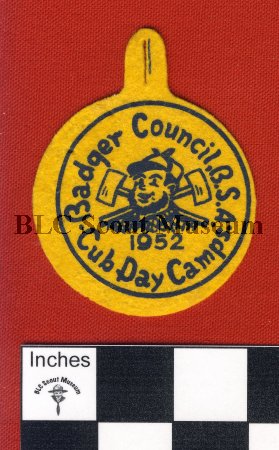 Badger Council B.S.A.
1952
Cub Day Camp
BLC Scout Museum
Inches
BLC Scout Museum